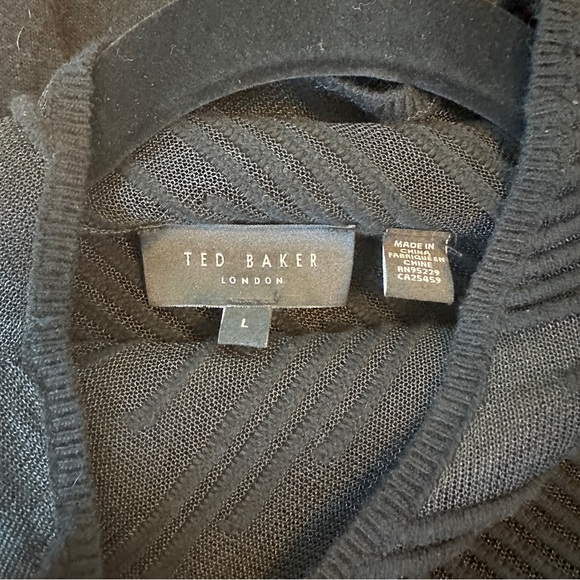 TED BAKER
LONDON
L
MADE IN
CHINA
FABRIQUE EN
CHINE
RN95229
CA25459